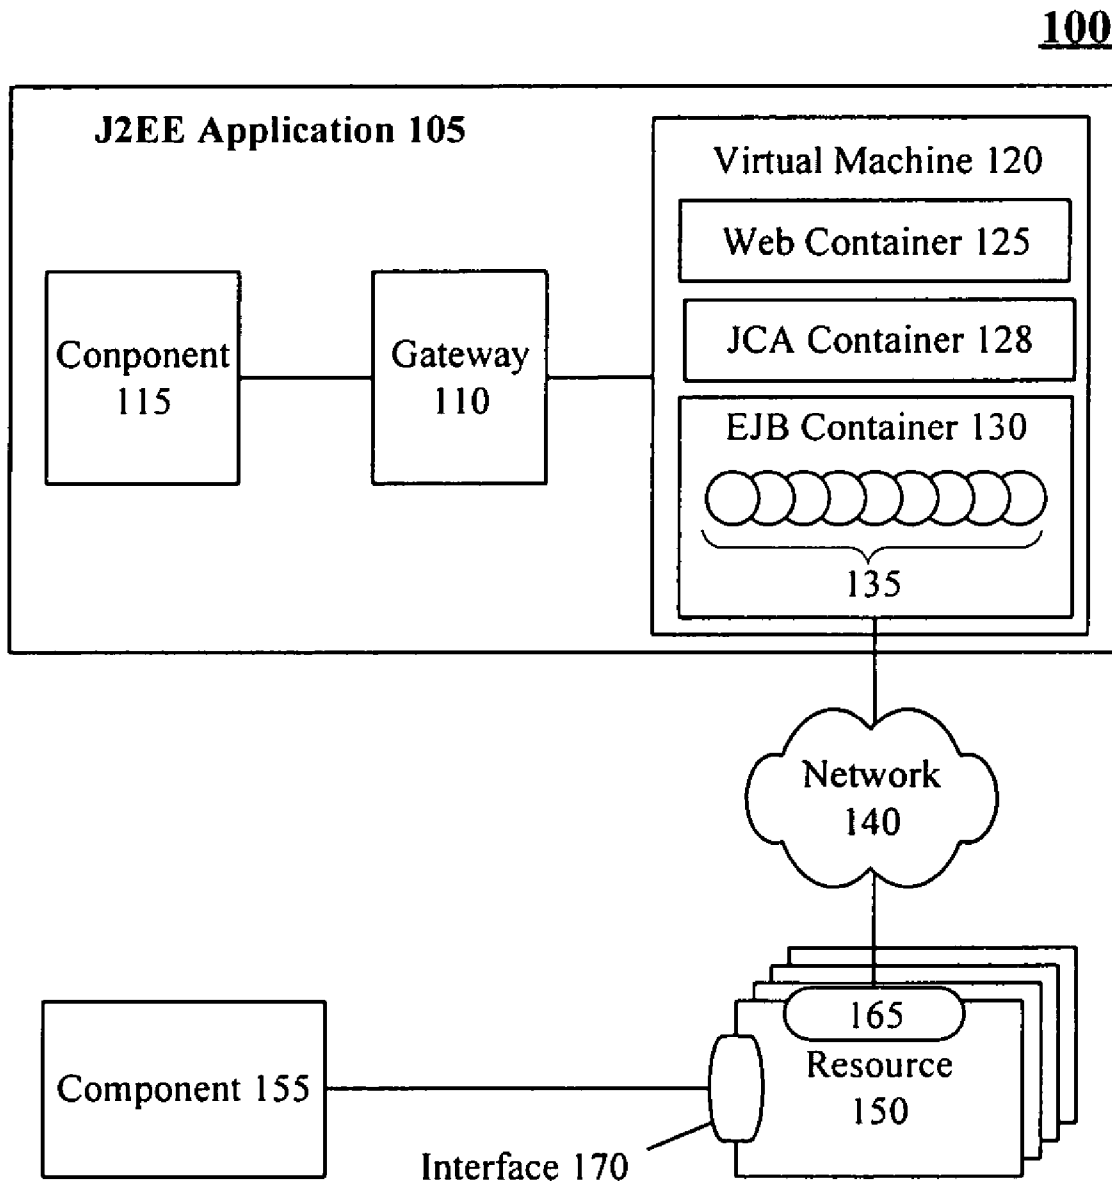 100
J2EE Application 105
Virtual Machine 120
Web Container 125
JCA Container 128
EJB Container 130
135
Conponent
115
Gateway
110
Network
140
165
Resource
150
Component 155
Interface 170